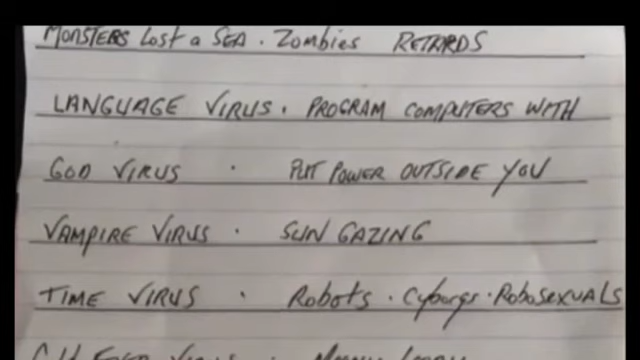 MONSTERS LOST a SEA . ZOMBIES RETARDS
LANGUAGE VIRUS . PROGRAM COMPUTERS WITH
GOD VIRUS . PUT POWER OUTSIDE YOU
VAMPIRE VIRUS . SUN GAZING
TIME VIRUS . ROBOTS . CYborgs . ROBOSEXUALS